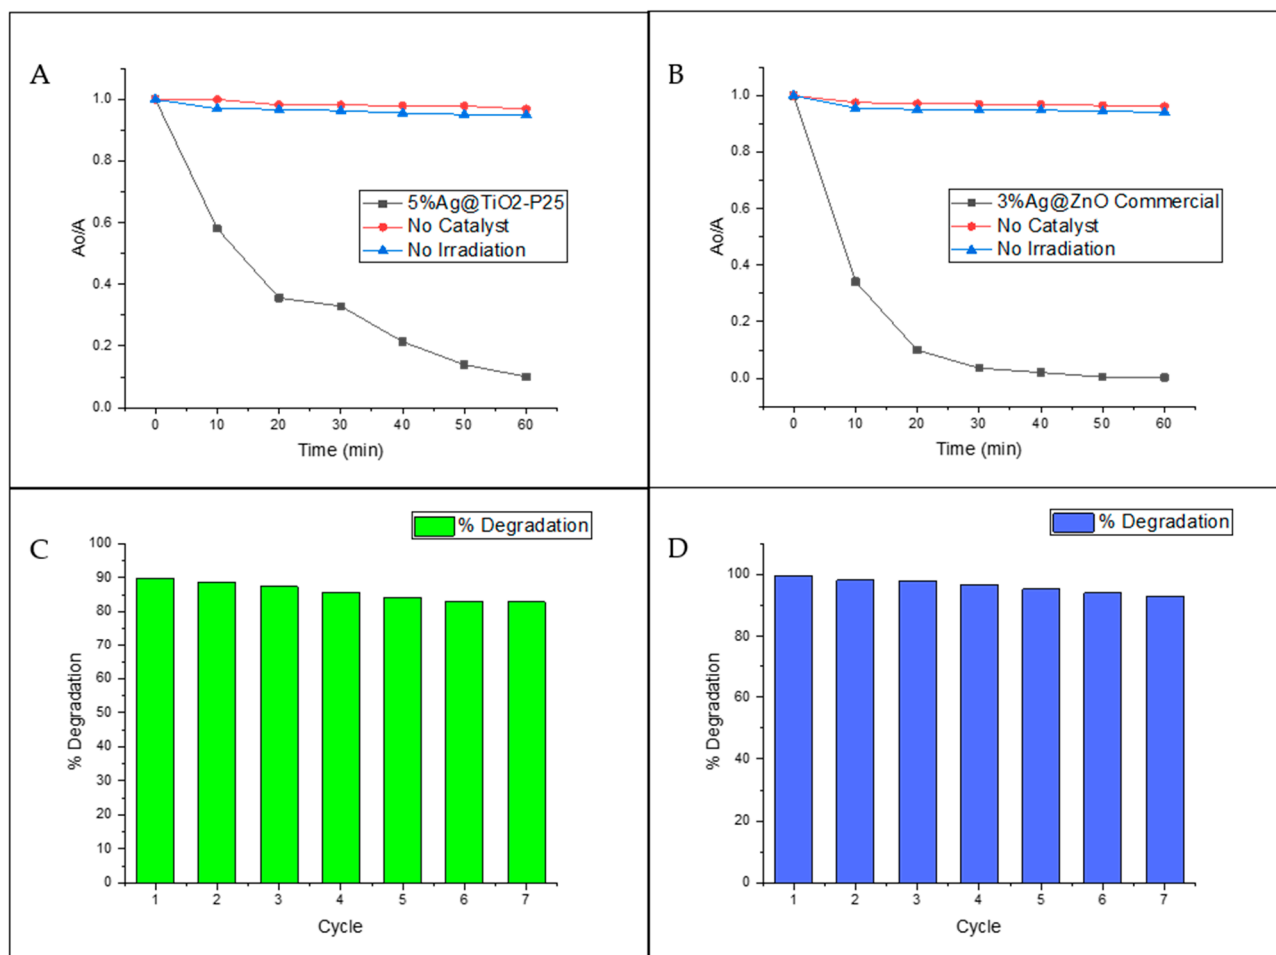 A
Ao/A
1.0
0.8
0.6
0.4
0.2
0.0
5%Ag@TiO2-P25
No Catalyst
No Irradiation
0 10 20 30 40 50 60
Time (min)
B
Ao/A
1.0
0.8
0.6
0.4
0.2
0.0
3%Ag@ZnO Commercial
No Catalyst
No Irradiation
0 10 20 30 40 50 60
Time (min)
C
% Degradation
% Degradation
100
90
80
70
60
50
40
30
20
10
0
1 2 3 4 5 6 7
Cycle
D
% Degradation
% Degradation
100
80
60
40
20
0
1 2 3 4 5 6 7
Cycle